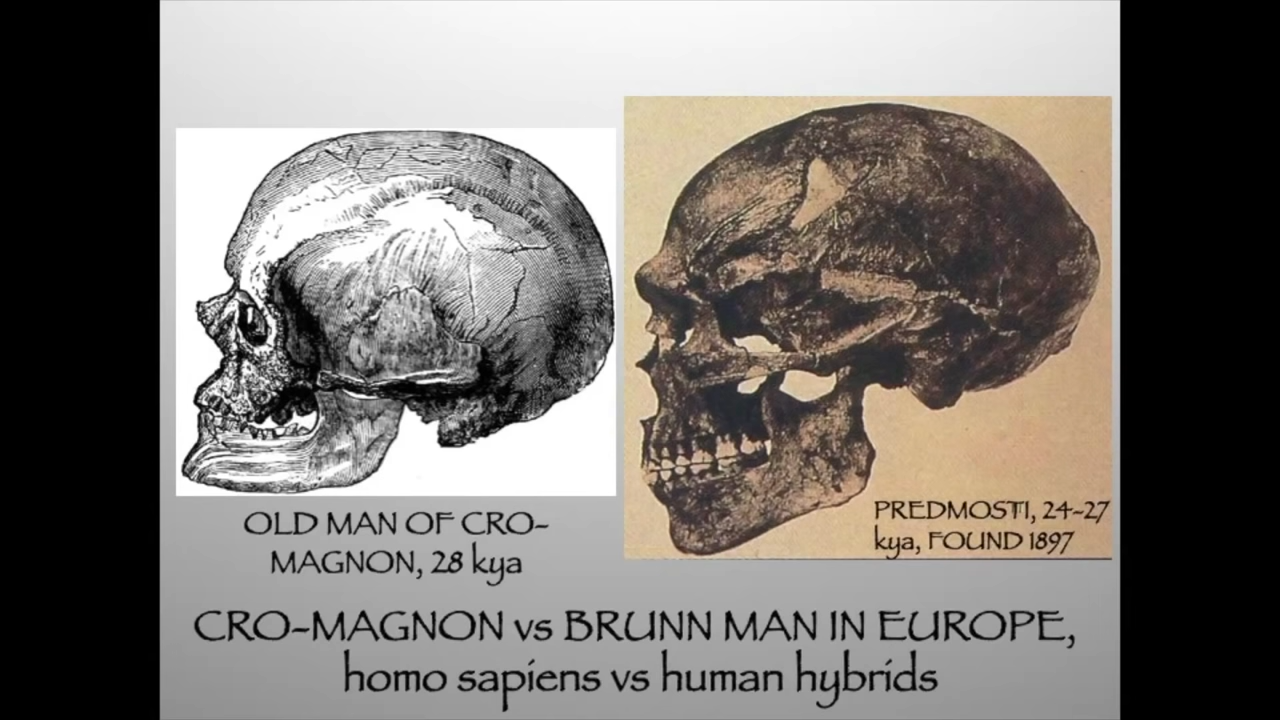 OLD MAN OF CRO-
MAGNON, 28 kya
PREDMOSTI, 24-27
kya, FOUND 1897
CRO-MAGNON vs BRUNN MAN IN EUROPE,
homo sapiens vs human hybrids